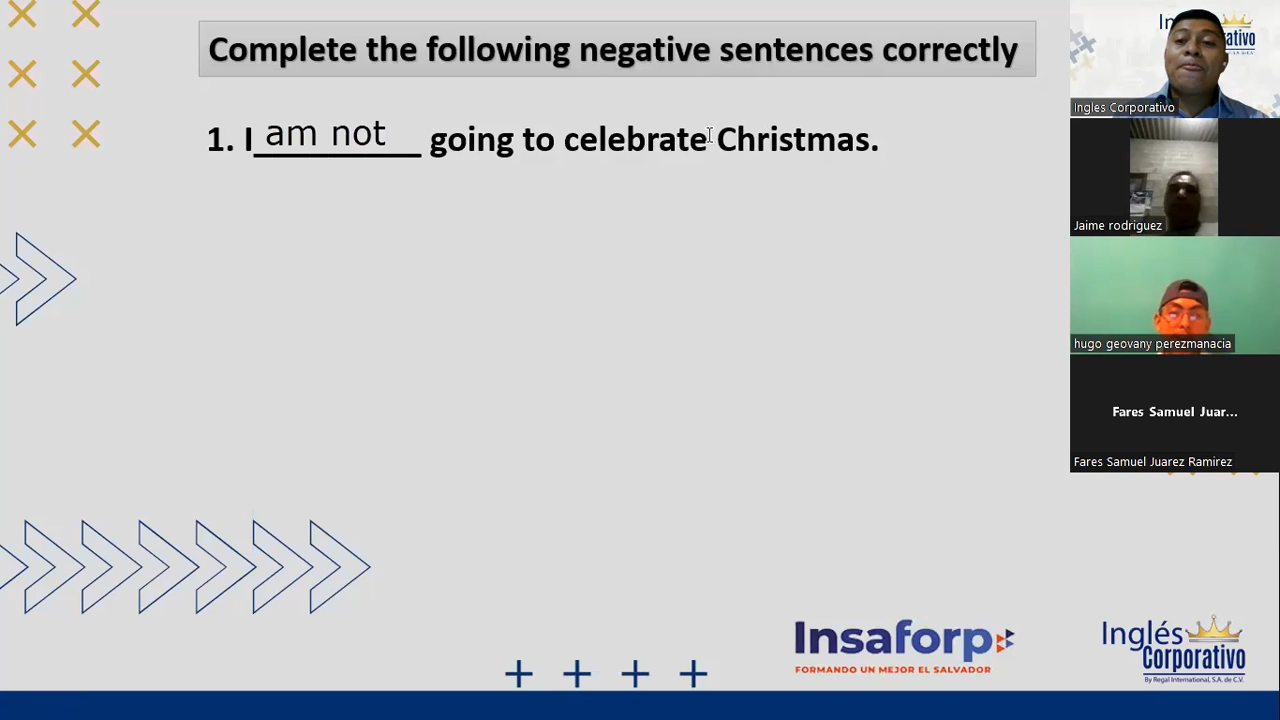 Complete the following negative sentences correctly
1. I am not going to celebrate Christmas.
Inglés Corporativo
Ingles Corporativo
Jaime rodriguez
hugo geovany perezmanacia
Fares Samuel Juar...
Fares Samuel Juarez Ramirez
Insaforp
FORMANDO UN MEJOR EL SALVADOR
Inglés
Corporativo
By Regal International, S.A. de C.V.